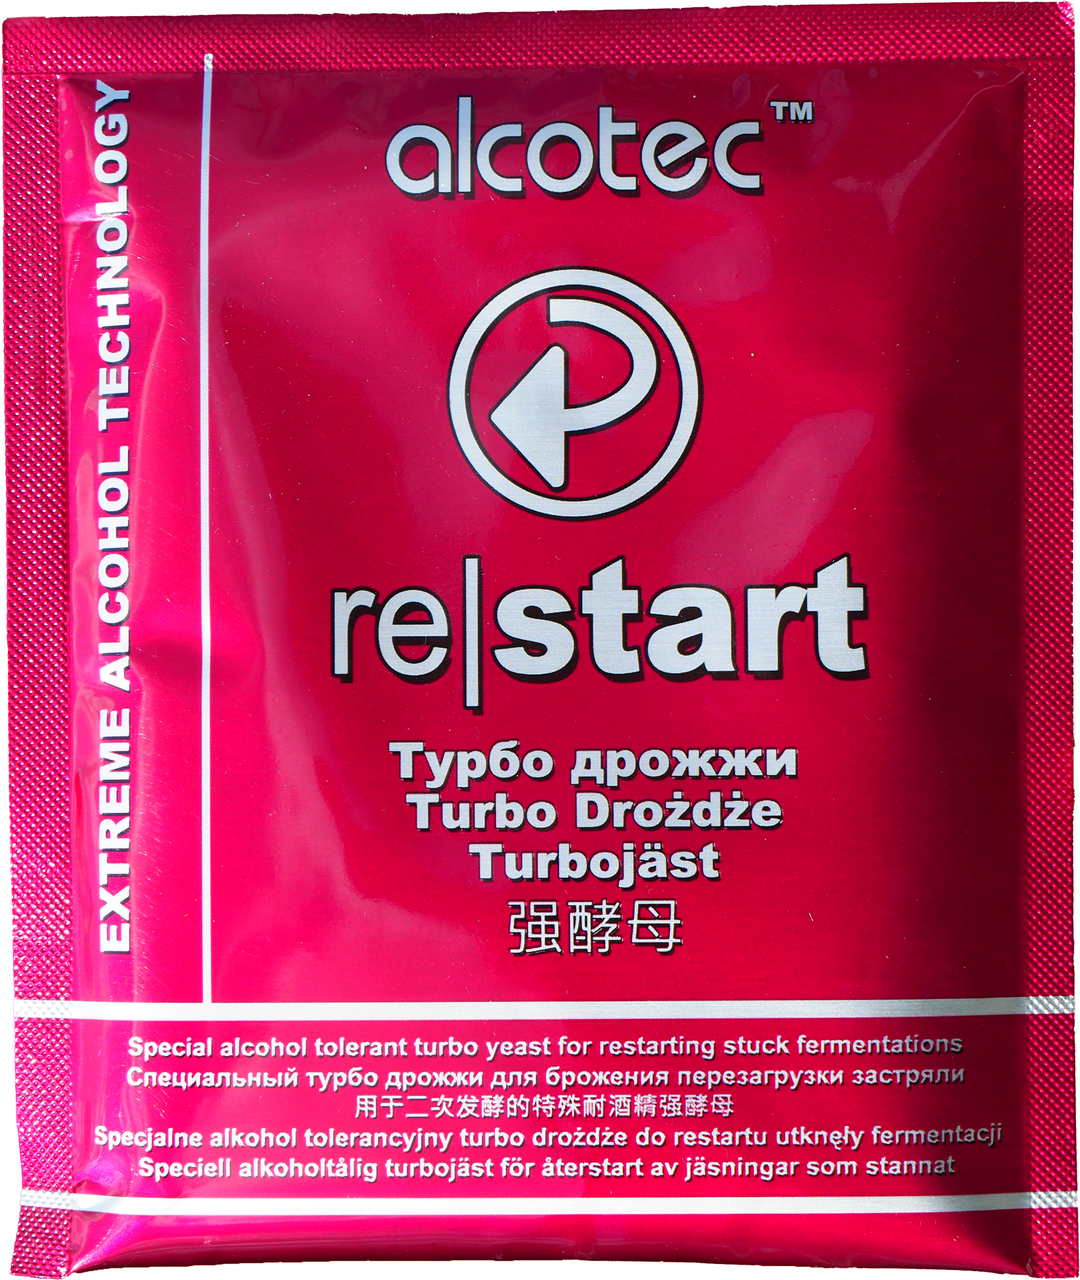 alcotec™
EXTREME ALCOHOL TECHNOLOGY
re|start
Турбо дрожжи
Turbo Drożdże
Turbojäst
强酵母
Special alcohol tolerant turbo yeast for restarting stuck fermentations
Специальный турбо дрожжи для брожения перезагрузки застряли
用于二次发酵的特殊耐酒精强酵母
Specjalne alkohol tolerancyjny turbo drożdże do restartu utknęły fermentacji
Speciell alkoholtålig turbojäst för återstart av jäsningar som stannat